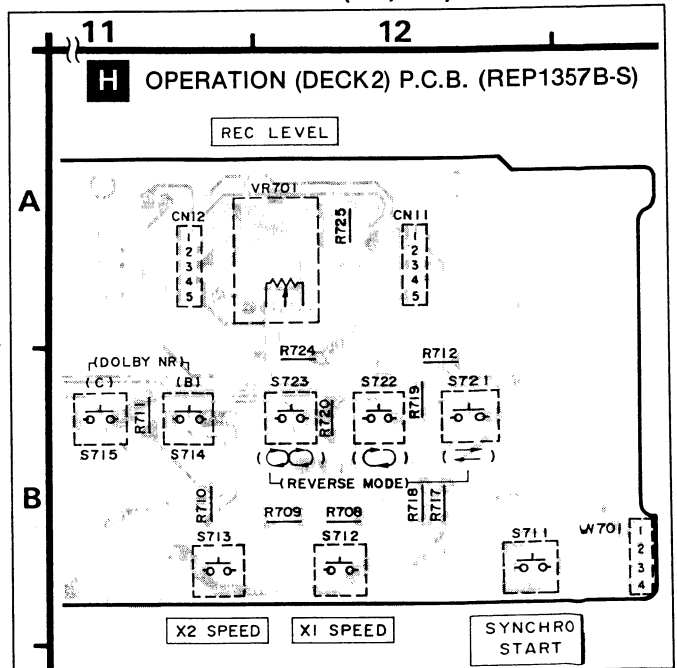 11 12
H OPERATION (DECK2) P.C.B. (REP1357B-S)
REC LEVEL
A
VR701
CN12
1
2
3
4
5
R725
CN11
1
2
3
4
5
R724
R712
(DOLBY NR)
(C) (B)
S723 S722 S721
R711
R720
R719
S715 S714
(REVERSE MODE)
B
R710
R709 R708
R718
R717
S713 S712 S711
W701
1
2
3
4
X2 SPEED X1 SPEED SYNCHRO
START